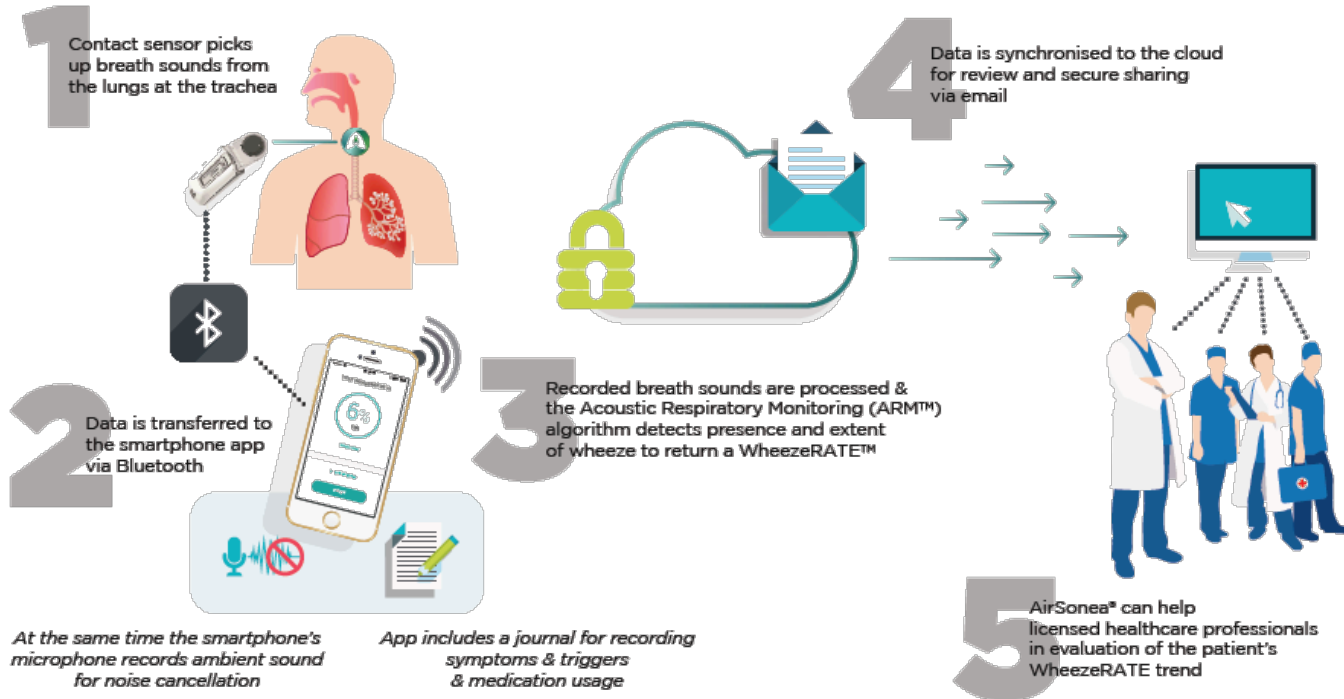 1
Contact sensor picks
up breath sounds from
the lungs at the trachea
A
2
Data is transferred to
the smartphone app
via Bluetooth
6%
At the same time the smartphone's
microphone records ambient sound
for noise cancellation
App includes a journal for recording
symptoms & triggers
& medication usage
3
Recorded breath sounds are processed &
the Acoustic Respiratory Monitoring (ARM™)
algorithm detects presence and extent
of wheeze to return a WheezeRATE™
4
Data is synchronised to the cloud
for review and secure sharing
via email
5
AirSonea® can help
licensed healthcare professionals
in evaluation of the patient's
WheezeRATE trend